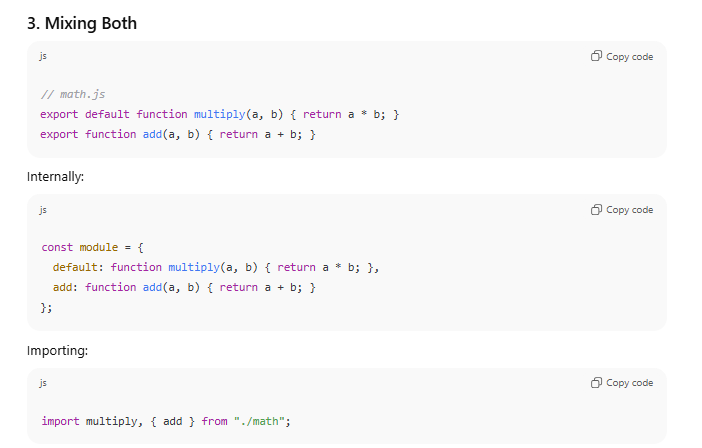 3. Mixing Both
js
Copy code
// math.js
export default function multiply(a, b) { return a * b; }
export function add(a, b) { return a + b; }
Internally:
js
Copy code
const module = {
  default: function multiply(a, b) { return a * b; },
  add: function add(a, b) { return a + b; }
};
Importing:
js
Copy code
import multiply, { add } from "./math";